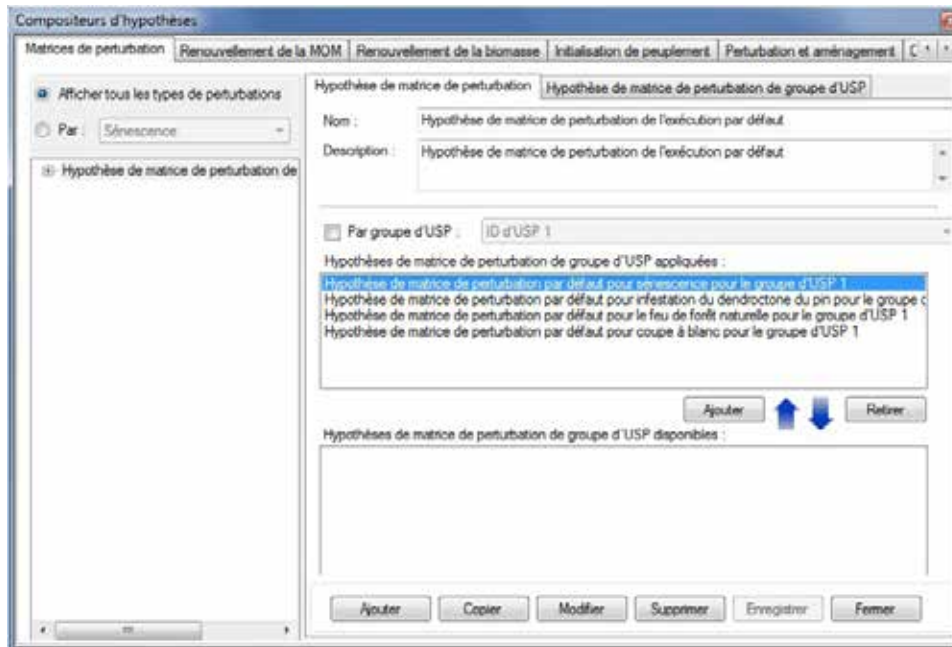 Compositeurs d'hypothèses
Matrices de perturbation
Renouvellement de la MOM
Renouvellement de la biomasse
Initialisation de peuplement
Perturbation et aménagement
Afficher tous les types de perturbations
Par : Sénescence
Hypothèse de matrice de perturbation de
Hypothèse de matrice de perturbation
Hypothèse de matrice de perturbation de groupe d'USP
Nom : Hypothèse de matrice de perturbation de l'exécution par défaut
Description : Hypothèse de matrice de perturbation de l'exécution par défaut
Par groupe d'USP : ID d'USP 1
Hypothèses de matrice de perturbation de groupe d'USP appliquées :
Hypothèse de matrice de perturbation par défaut pour sénescence pour le groupe d'USP 1
Hypothèse de matrice de perturbation par défaut pour infestation du dendroctone du pin pour le groupe
Hypothèse de matrice de perturbation par défaut pour le feu de forêt naturelle pour le groupe d'USP 1
Hypothèse de matrice de perturbation par défaut pour coupe à blanc pour le groupe d'USP 1
Ajouter
Retirer
Hypothèses de matrice de perturbation de groupe d'USP disponibles :
Ajouter
Copier
Modifier
Supprimer
Enregistrer
Fermer